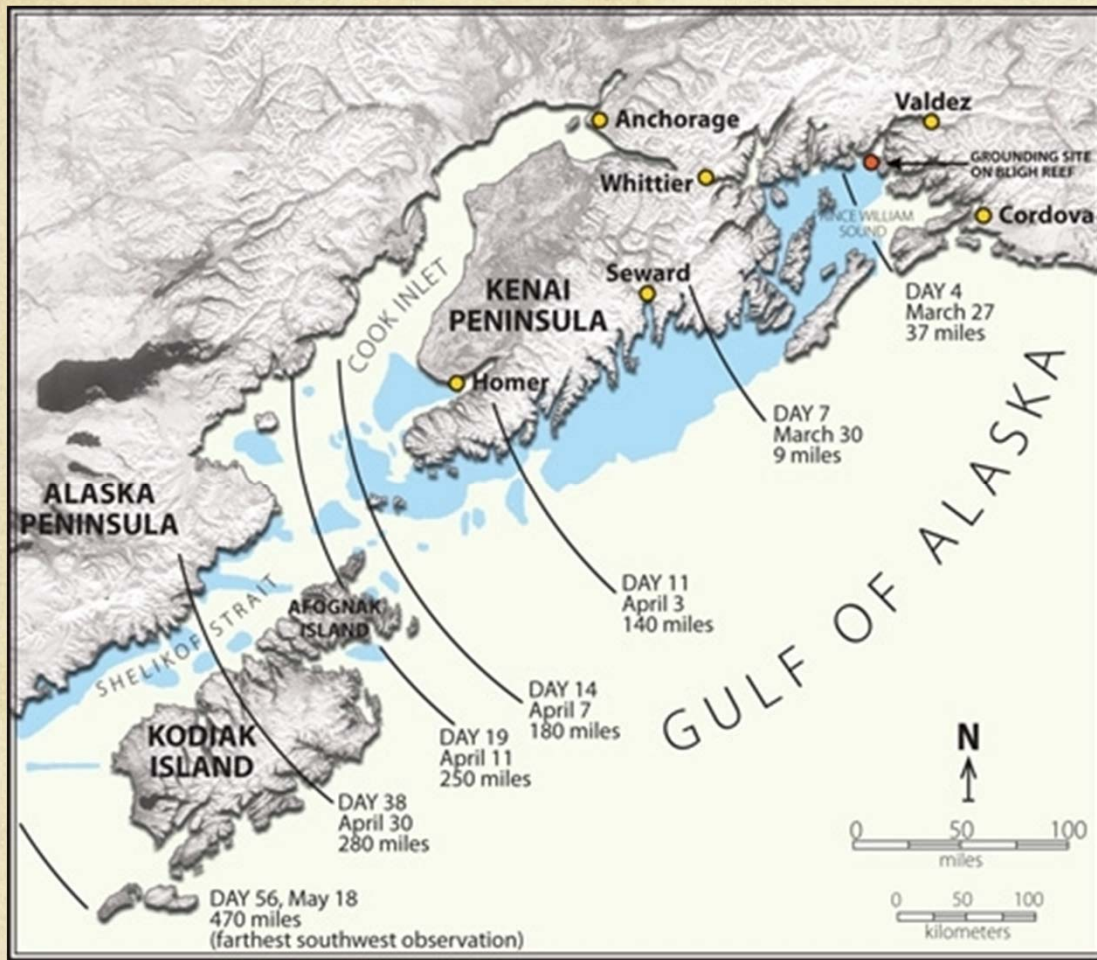 Valdez
Anchorage
GROUNDING SITE
ON BLIGH REEF
Whittier
WILLIAM
SOUND
Cordova
COOK INLET
Seward
KENAI
PENINSULA
DAY 4
March 27
37 miles
Homer
GULF OF ALASKA
DAY 7
March 30
9 miles
ALASKA
PENINSULA
DAY 11
April 3
140 miles
SHELIKOF STRAIT
AFOGNAK
ISLAND
DAY 14
April 7
180 miles
DAY 19
April 11
250 miles
KODIAK
ISLAND
N
DAY 38
April 30
280 miles
0 50 100
miles
DAY 56, May 18
470 miles
(farthest southwest observation)
0 50 100
kilometers